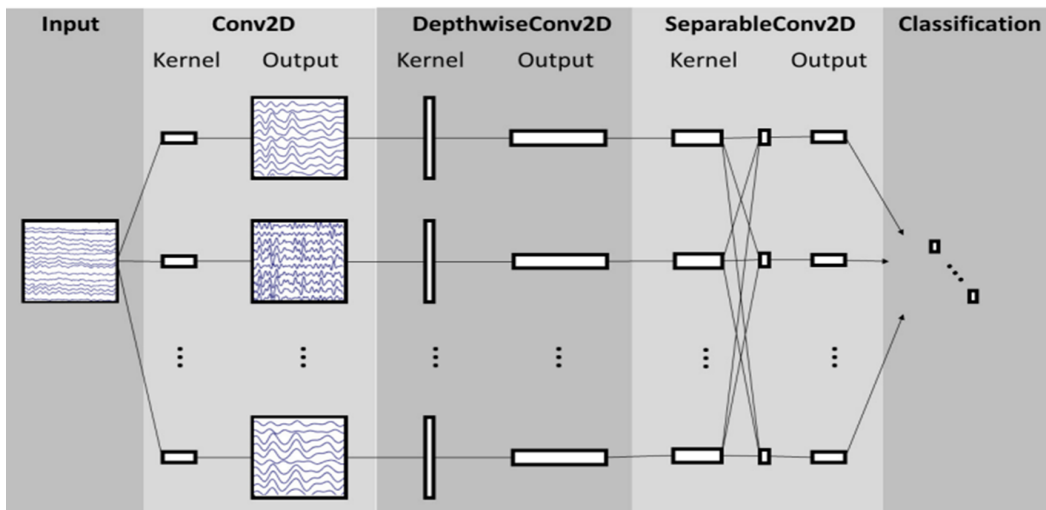 Input Conv2D DepthwiseConv2D SeparableConv2D Classification
Kernel Output Kernel Output Kernel Output